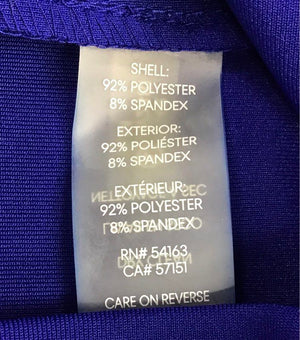 SHELL:
92% POLYESTER
8% SPANDEX
EXTERIOR:
92% POLIÉSTER
8% SPANDEX
EXTÉRIEUR:
92% POLYESTER
8% SPANDEX
RN# 54163
CA# 57151
CARE ON REVERSE